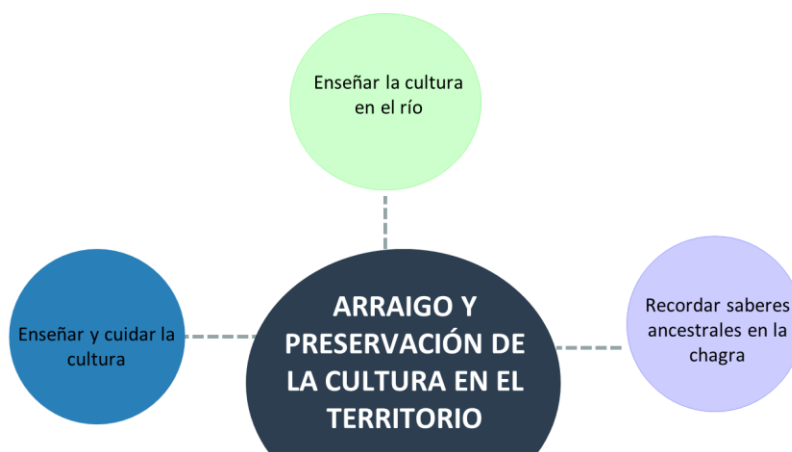 Enseñar la cultura
en el río
Enseñar y cuidar la
cultura
ARRAIGO Y
PRESERVACIÓN DE
LA CULTURA EN EL
TERRITORIO
Recordar saberes
ancestrales en la
chagra